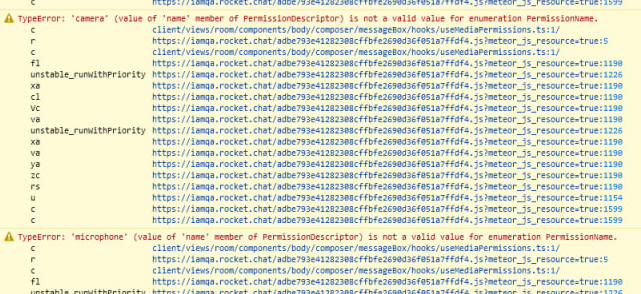 c https://iamqa.rocket.chat/adbe793e41282308cffbfe2690d36f051a7ffdf4.js?meteor_js_resource=true:1599
TypeError: 'camera' (value of 'name' member of PermissionDescriptor) is not a valid value for enumeration PermissionName.
c client/views/room/components/body/composer/messageBox/hooks/useMediaPermissions.ts:1/
r https://iamqa.rocket.chat/adbe793e41282308cffbfe2690d36f051a7ffdf4.js?meteor_js_resource=true:5
c client/views/room/components/body/composer/messageBox/hooks/useMediaPermissions.ts:1/
fl https://iamqa.rocket.chat/adbe793e41282308cffbfe2690d36f051a7ffdf4.js?meteor_js_resource=true:1190
unstable_runWithPriority https://iamqa.rocket.chat/adbe793e41282308cffbfe2690d36f051a7ffdf4.js?meteor_js_resource=true:1226
xa https://iamqa.rocket.chat/adbe793e41282308cffbfe2690d36f051a7ffdf4.js?meteor_js_resource=true:1190
cl https://iamqa.rocket.chat/adbe793e41282308cffbfe2690d36f051a7ffdf4.js?meteor_js_resource=true:1190
Vc https://iamqa.rocket.chat/adbe793e41282308cffbfe2690d36f051a7ffdf4.js?meteor_js_resource=true:1190
va https://iamqa.rocket.chat/adbe793e41282308cffbfe2690d36f051a7ffdf4.js?meteor_js_resource=true:1190
unstable_runWithPriority https://iamqa.rocket.chat/adbe793e41282308cffbfe2690d36f051a7ffdf4.js?meteor_js_resource=true:1226
xa https://iamqa.rocket.chat/adbe793e41282308cffbfe2690d36f051a7ffdf4.js?meteor_js_resource=true:1190
va https://iamqa.rocket.chat/adbe793e41282308cffbfe2690d36f051a7ffdf4.js?meteor_js_resource=true:1190
ya https://iamqa.rocket.chat/adbe793e41282308cffbfe2690d36f051a7ffdf4.js?meteor_js_resource=true:1190
zc https://iamqa.rocket.chat/adbe793e41282308cffbfe2690d36f051a7ffdf4.js?meteor_js_resource=true:1190
rs https://iamqa.rocket.chat/adbe793e41282308cffbfe2690d36f051a7ffdf4.js?meteor_js_resource=true:1190
u https://iamqa.rocket.chat/adbe793e41282308cffbfe2690d36f051a7ffdf4.js?meteor_js_resource=true:1154
c https://iamqa.rocket.chat/adbe793e41282308cffbfe2690d36f051a7ffdf4.js?meteor_js_resource=true:1599
c https://iamqa.rocket.chat/adbe793e41282308cffbfe2690d36f051a7ffdf4.js?meteor_js_resource=true:1599
TypeError: 'microphone' (value of 'name' member of PermissionDescriptor) is not a valid value for enumeration PermissionName.
c client/views/room/components/body/composer/messageBox/hooks/useMediaPermissions.ts:1/
r https://iamqa.rocket.chat/adbe793e41282308cffbfe2690d36f051a7ffdf4.js?meteor_js_resource=true:5
c client/views/room/components/body/composer/messageBox/hooks/useMediaPermissions.ts:1/
fl https://iamqa.rocket.chat/adbe793e41282308cffbfe2690d36f051a7ffdf4.js?meteor_js_resource=true:1190
unstable_runWithPriority https://iamqa.rocket.chat/adbe793e41282308cffbfe2690d36f051a7ffdf4.js?meteor_js_resource=true:1226